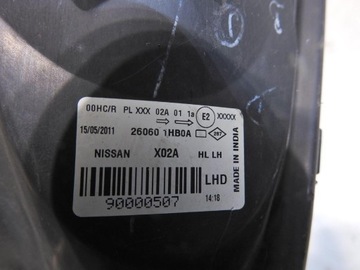 00HC/R PL XXX 02A 01 1a E2 XXXXX
15/05/2011 26060 1HB0A
NISSAN X02A HL LH
LHD
14:18
90000507
MADE IN INDIA